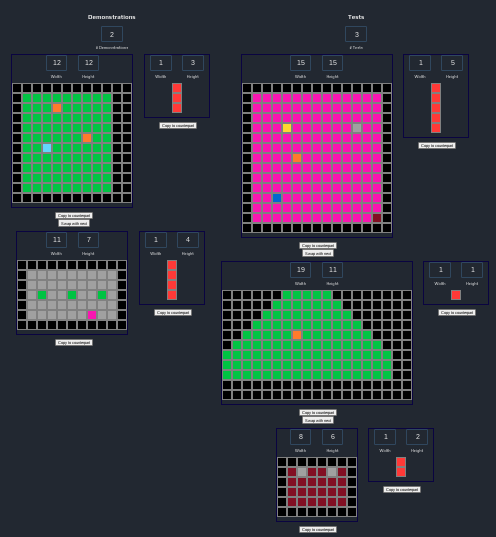 Demonstrations
2
# Demonstrations
12 12
Width Height
1 3
Width Height
Copy to counterpart
Copy to counterpart
Swap with next
11 7
Width Height
1 4
Width Height
Copy to counterpart
Copy to counterpart
Tests
3
# Tests
15 15
Width Height
1 5
Width Height
Copy to counterpart
Copy to counterpart
Swap with next
19 11
Width Height
1 1
Width Height
Copy to counterpart
Copy to counterpart
Swap with next
8 6
Width Height
1 2
Width Height
Copy to counterpart
Copy to counterpart